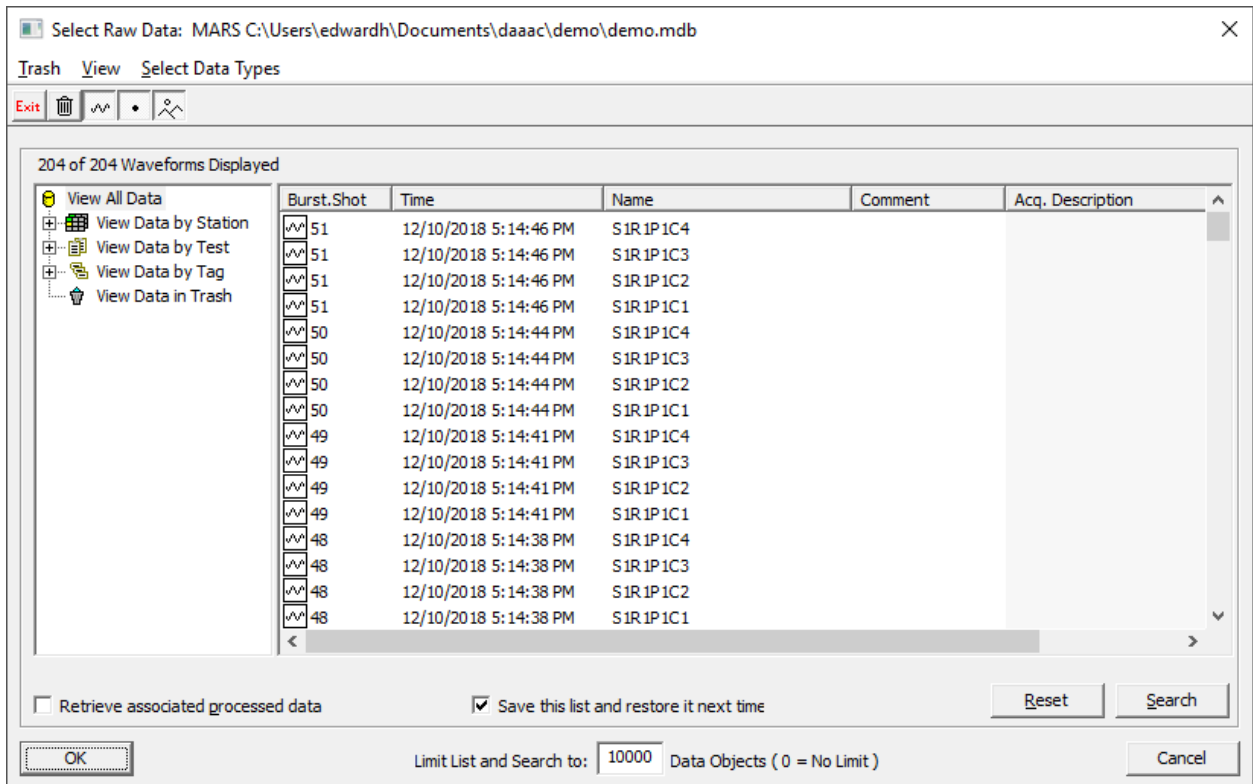 Select Raw Data: MARS C:\Users\edwardh\Documents\daaac\demo\demo.mdb
Trash View Select Data Types
Exit
204 of 204 Waveforms Displayed
View All Data
View Data by Station
View Data by Test
View Data by Tag
View Data in Trash
Burst.Shot Time Name Comment Acq. Description
51 12/10/2018 5:14:46 PM S1R1P1C4
51 12/10/2018 5:14:46 PM S1R1P1C3
51 12/10/2018 5:14:46 PM S1R1P1C2
51 12/10/2018 5:14:46 PM S1R1P1C1
50 12/10/2018 5:14:44 PM S1R1P1C4
50 12/10/2018 5:14:44 PM S1R1P1C3
50 12/10/2018 5:14:44 PM S1R1P1C2
50 12/10/2018 5:14:44 PM S1R1P1C1
49 12/10/2018 5:14:41 PM S1R1P1C4
49 12/10/2018 5:14:41 PM S1R1P1C3
49 12/10/2018 5:14:41 PM S1R1P1C2
49 12/10/2018 5:14:41 PM S1R1P1C1
48 12/10/2018 5:14:38 PM S1R1P1C4
48 12/10/2018 5:14:38 PM S1R1P1C3
48 12/10/2018 5:14:38 PM S1R1P1C2
48 12/10/2018 5:14:38 PM S1R1P1C1
Retrieve associated processed data Save this list and restore it next time Reset Search
OK Limit List and Search to: 10000 Data Objects ( 0 = No Limit ) Cancel